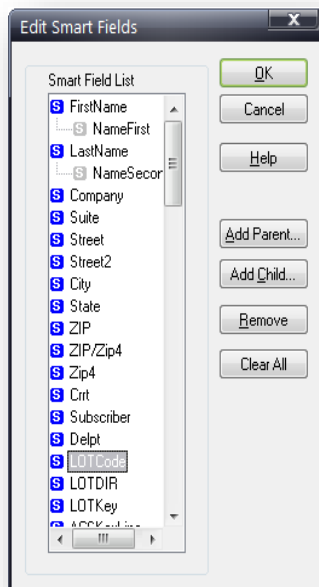 Edit Smart Fields
X
Smart Field List
S FirstName
S NameFirst
S LastName
S NameSecor
S Company
S Suite
S Street
S Street2
S City
S State
S ZIP
S ZIP/Zip4
S Zip4
S Crrt
S Subscriber
S Delpt
S LOTCode
S LOTDIR
S LOTKey
OK
Cancel
Help
Add Parent...
Add Child...
Remove
Clear All